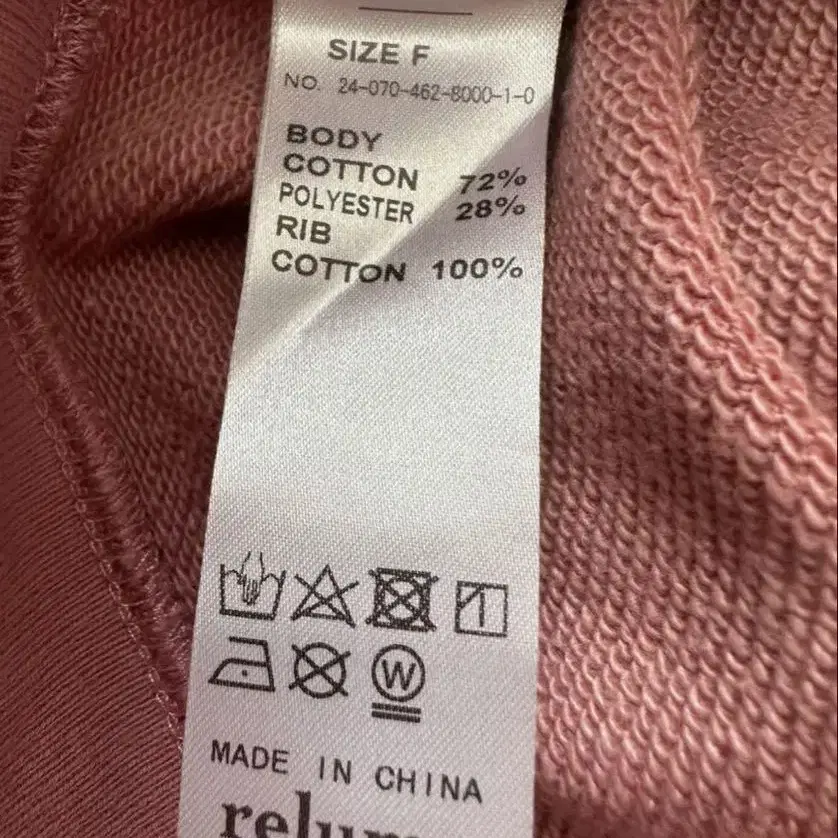 SIZE F
NO. 24-070-462-8000-1-0
BODY
COTTON 72%
POLYESTER 28%
RIB
COTTON 100%
W
MADE IN CHINA